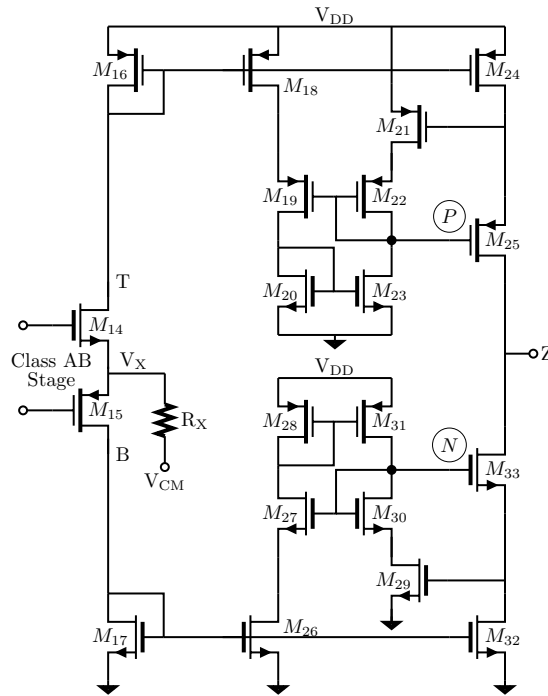 V_DD
M_16
M_18
M_24
M_21
M_19
M_22
P
M_25
M_20
M_23
T
M_14
Class AB
Stage
V_X
Z
M_15
R_X
V_DD
M_28
M_31
B
V_CM
N
M_33
M_27
M_30
M_29
M_17
M_26
M_32